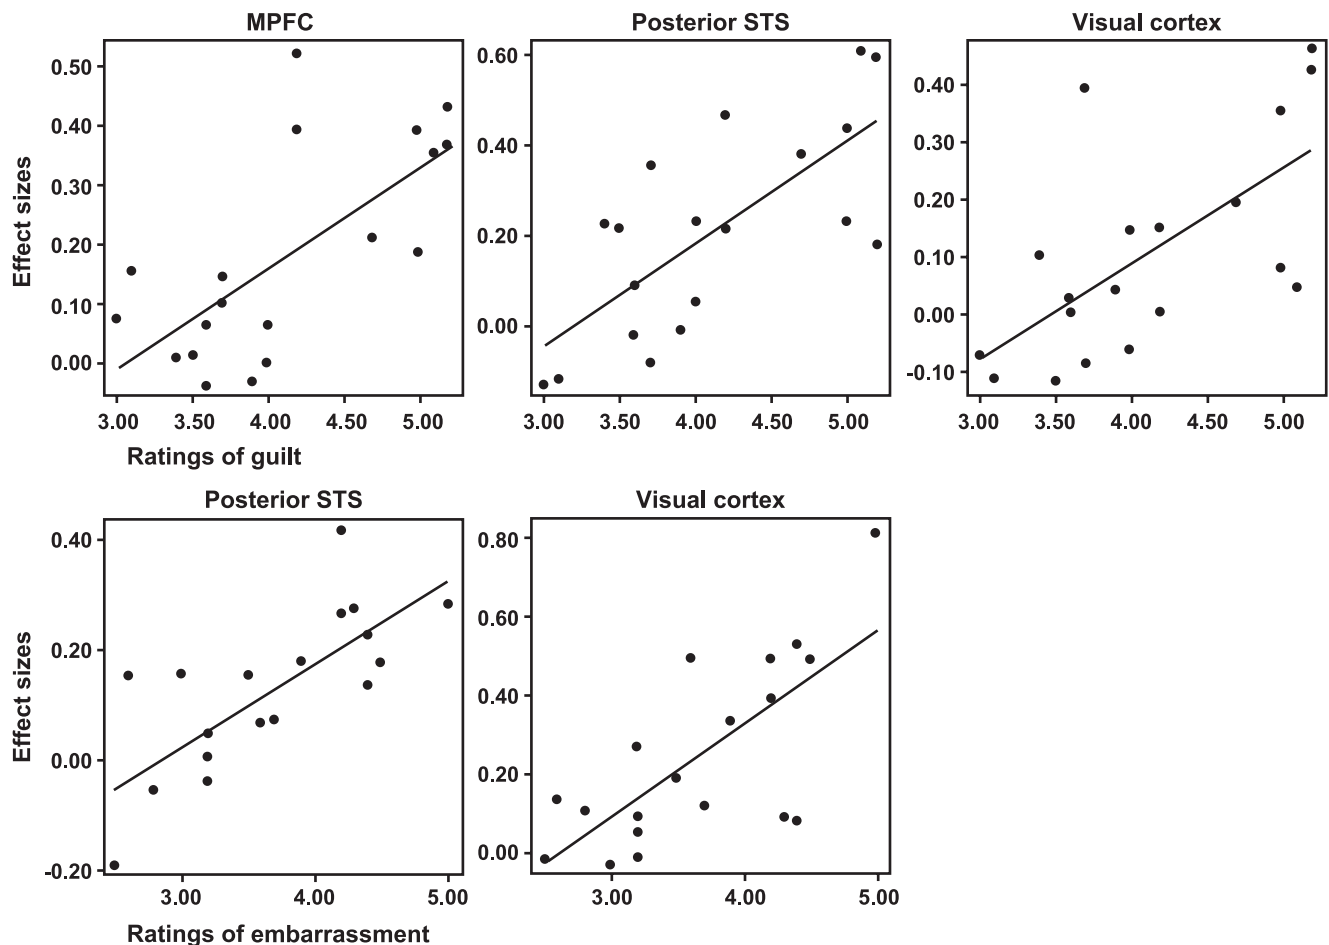 MPFC
Effect sizes
0.50
0.40
0.30
0.20
0.10
0.00
3.00 3.50 4.00 4.50 5.00
Ratings of guilt
Posterior STS
0.60
0.40
0.20
0.00
3.00 3.50 4.00 4.50 5.00
Visual cortex
0.40
0.30
0.20
0.10
0.00
-0.10
3.00 3.50 4.00 4.50 5.00
Posterior STS
Effect sizes
0.40
0.20
0.00
-0.20
3.00 4.00 5.00
Ratings of embarrassment
Visual cortex
0.80
0.60
0.40
0.20
0.00
3.00 4.00 5.00